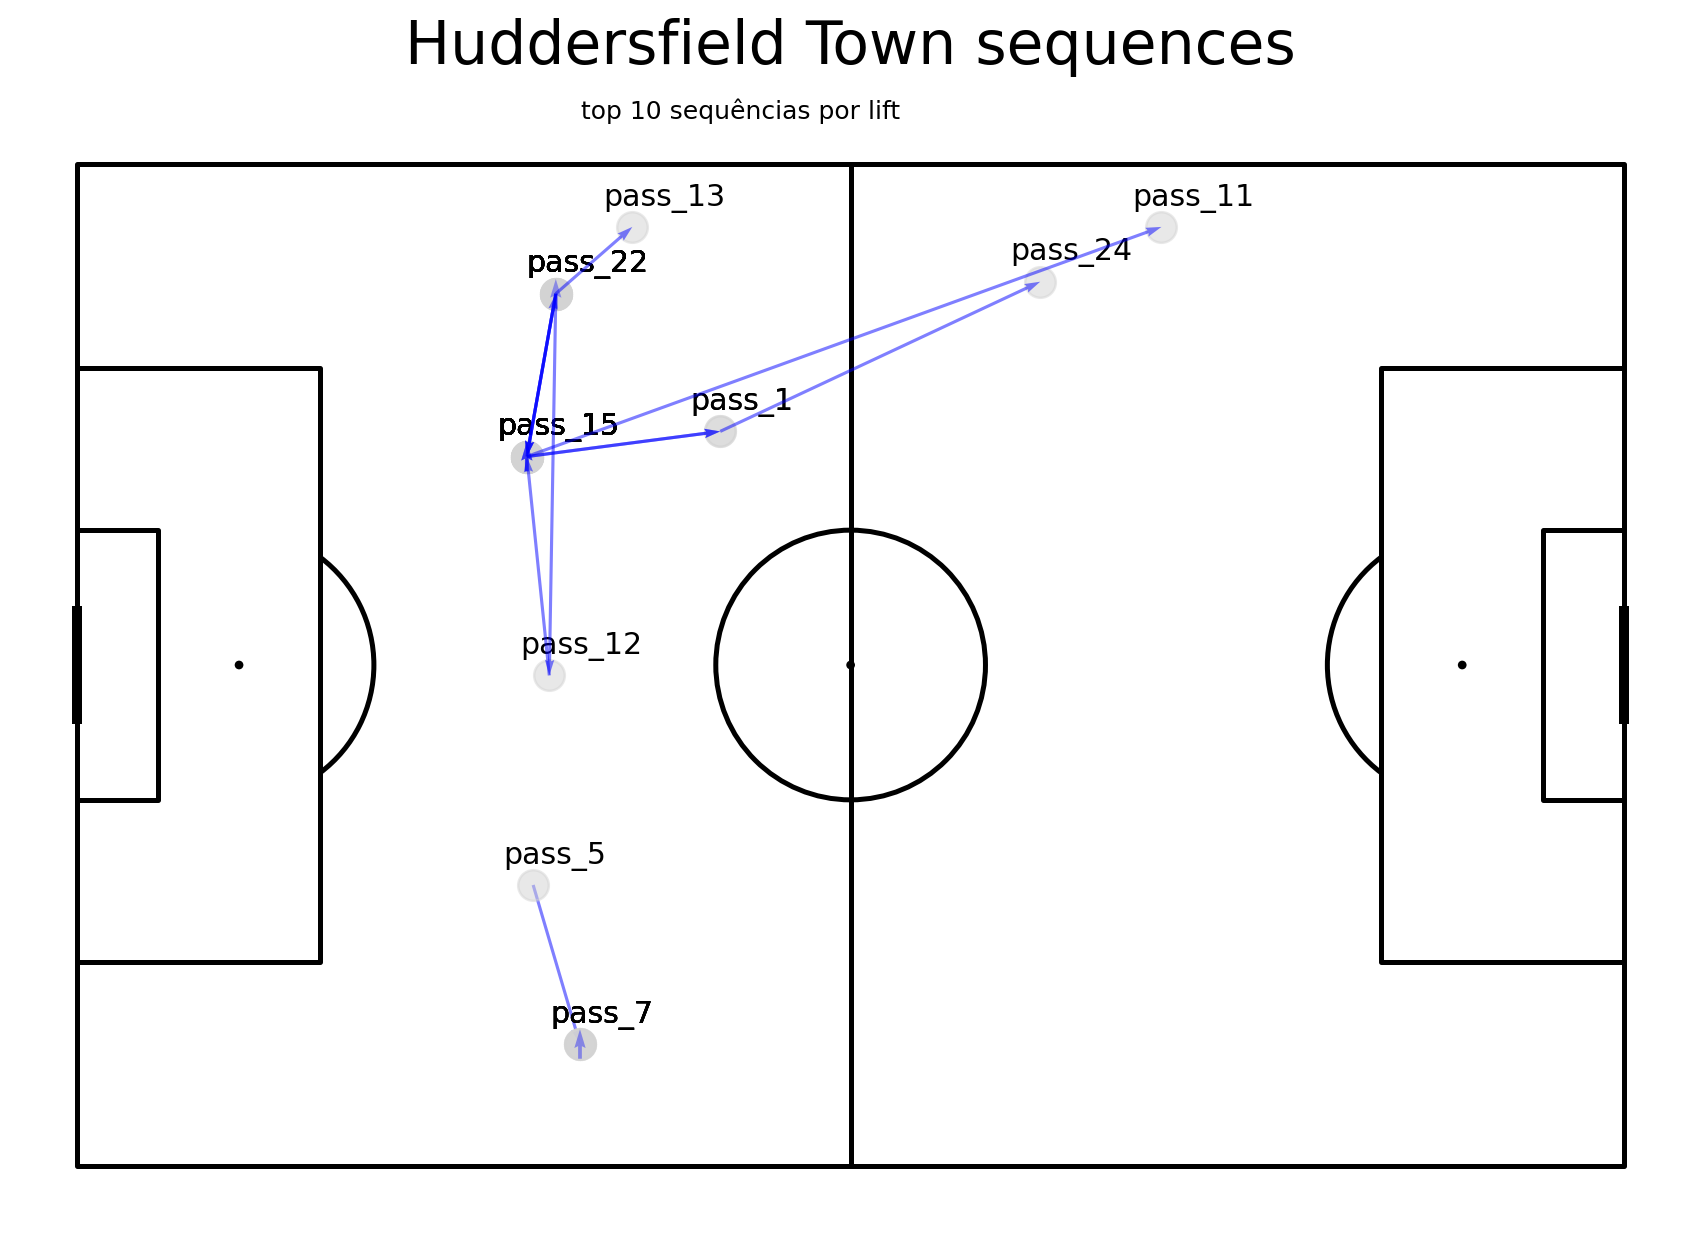 Huddersfield Town sequences
top 10 sequências por lift
pass_13
pass_11
pass_24
pass_22
pass_1
pass_15
pass_12
pass_5
pass_7